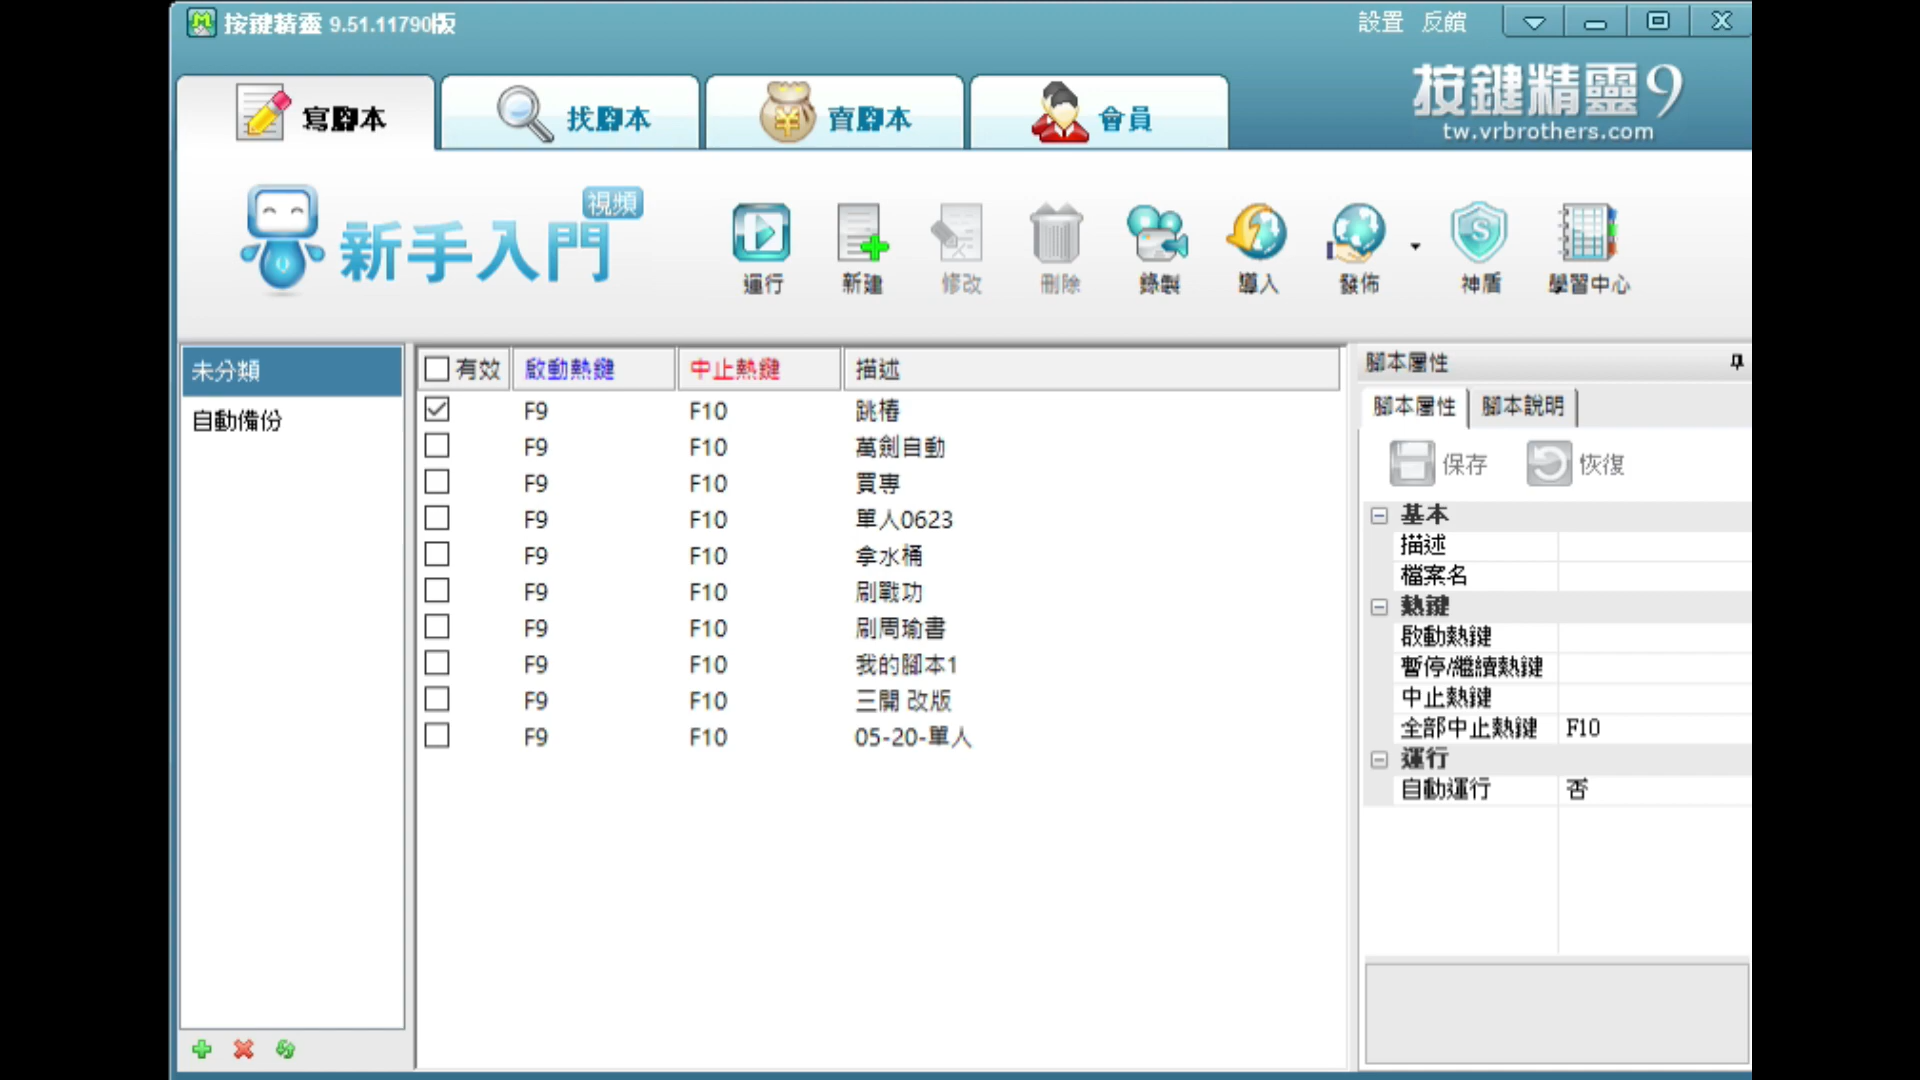 按鍵精靈 9.51.11790版
設置 反饋
寫腳本 找腳本 賣腳本 會員
按鍵精靈9
tw.vrbrothers.com
新手入門 視頻
運行 新建 修改 刪除 錄製 導入 發佈 神盾 學習中心
未分類
自動備份
有效 啟動熱鍵 中止熱鍵 描述
F9 F10 跳樁
F9 F10 萬劍自動
F9 F10 買專
F9 F10 單人0623
F9 F10 拿水桶
F9 F10 刷戰功
F9 F10 刷周瑜書
F9 F10 我的腳本1
F9 F10 三開 改版
F9 F10 05-20-單人
腳本屬性
腳本屬性 腳本說明
保存 恢復
基本
描述
檔案名
熱鍵
啟動熱鍵
暫停/繼續熱鍵
中止熱鍵
全部中止熱鍵 F10
運行
自動運行 否